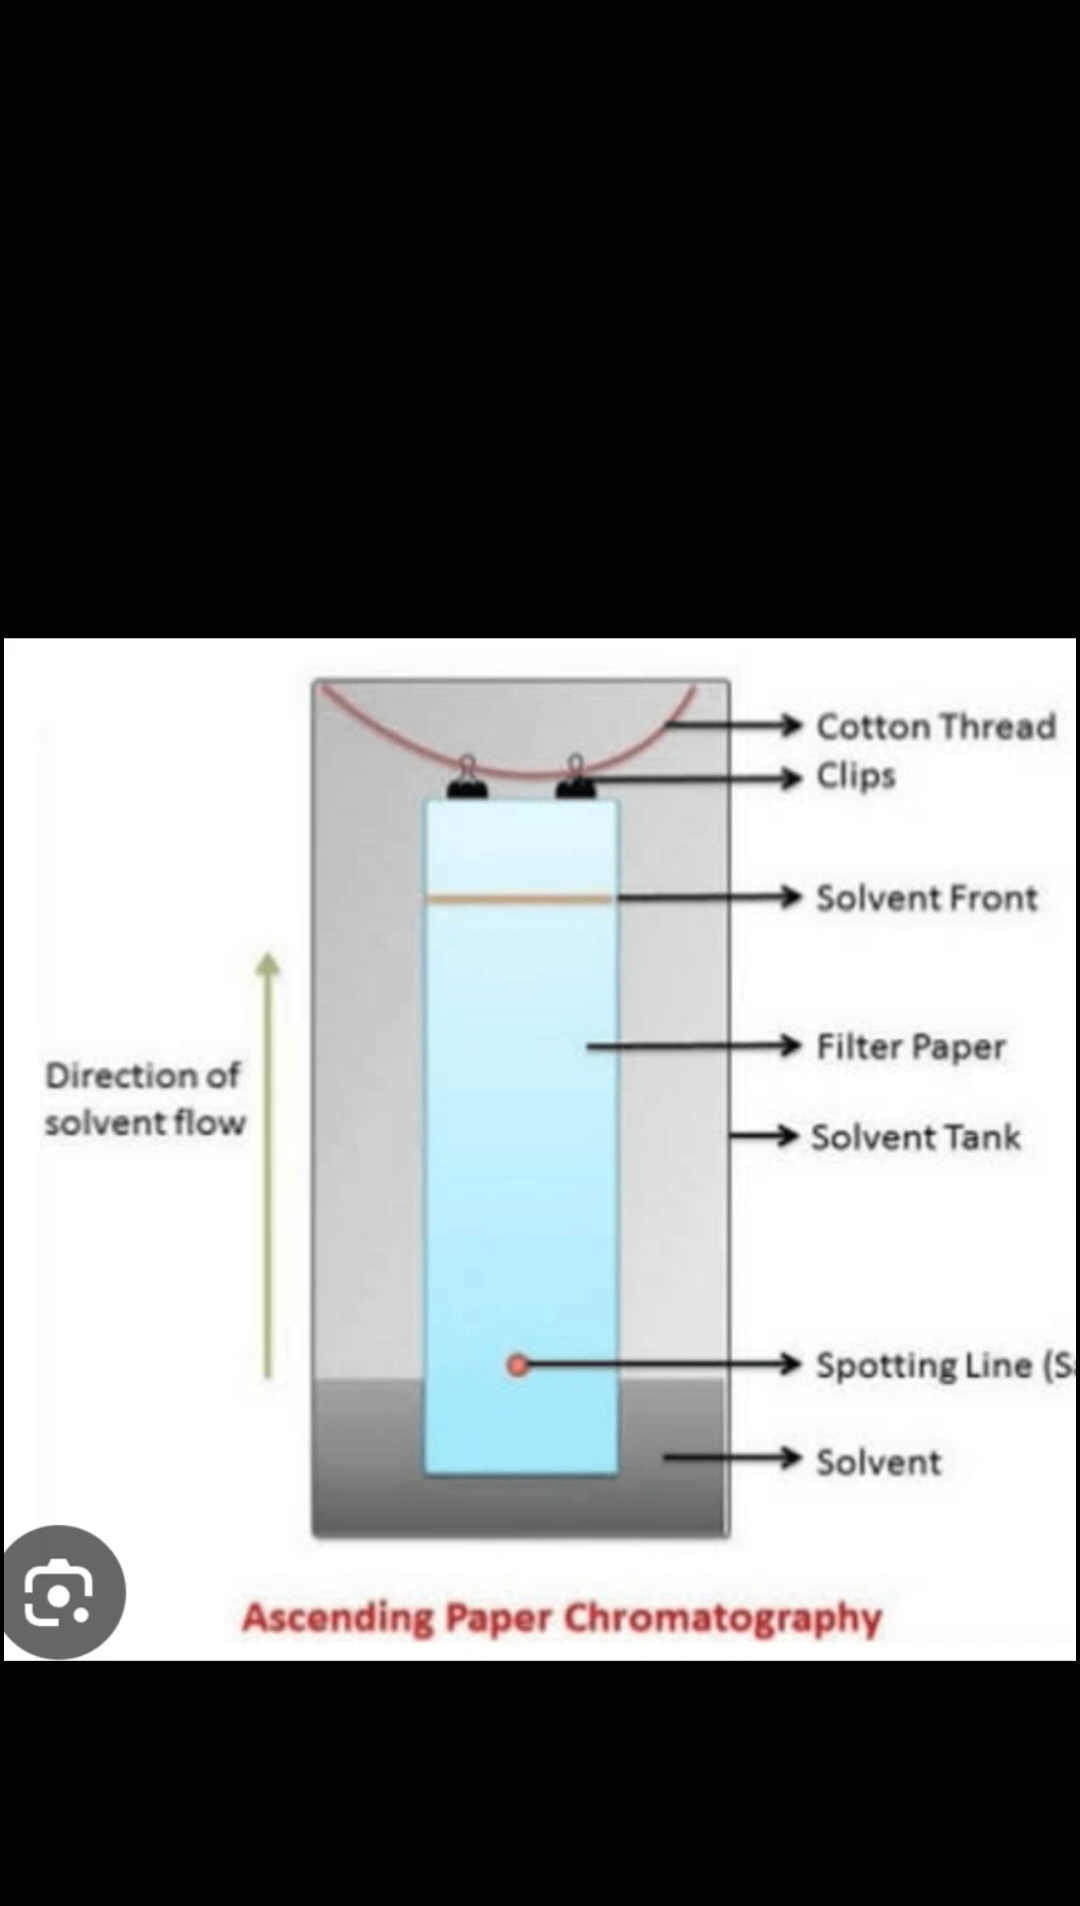 Cotton Thread
Clips
Solvent Front
Filter Paper
Direction of
solvent flow
Solvent Tank
Spotting Line (S
Solvent
Ascending Paper Chromatography